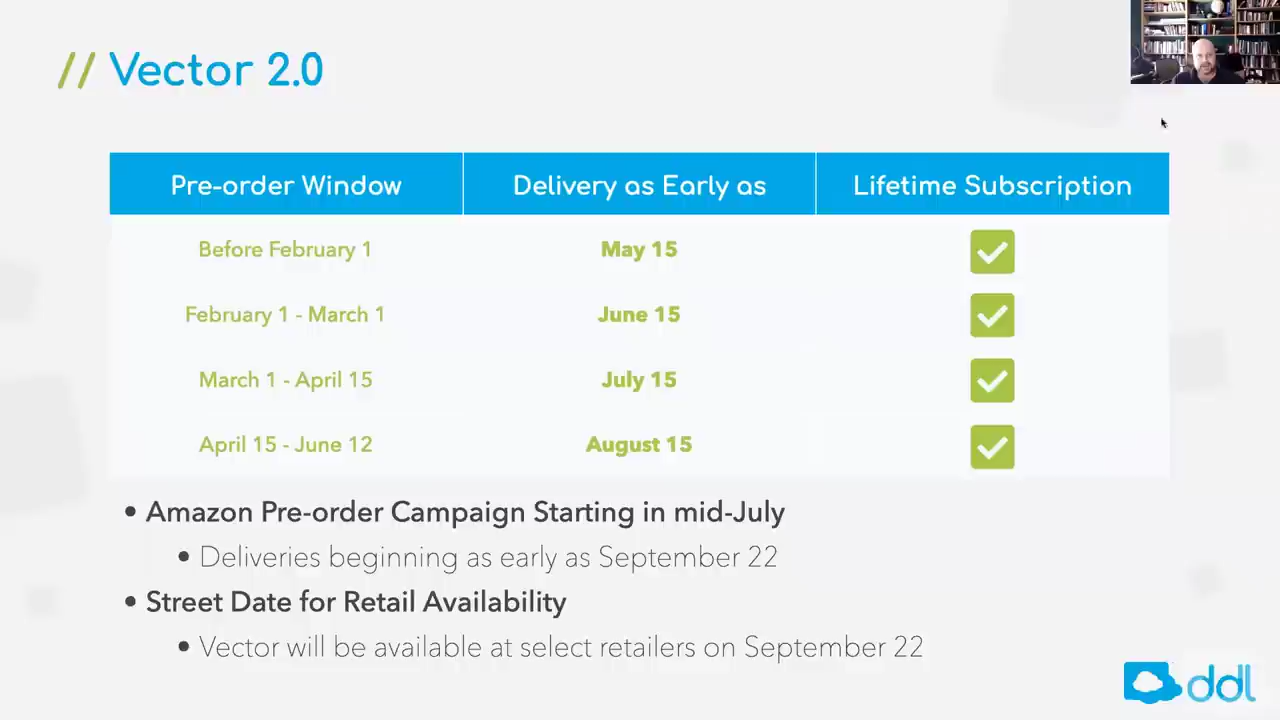 // Vector 2.0
Pre-order Window Delivery as Early as Lifetime Subscription
Before February 1 May 15
February 1 - March 1 June 15
March 1 - April 15 July 15
April 15 - June 12 August 15
• Amazon Pre-order Campaign Starting in mid-July
• Deliveries beginning as early as September 22
• Street Date for Retail Availability
• Vector will be available at select retailers on September 22
ddl